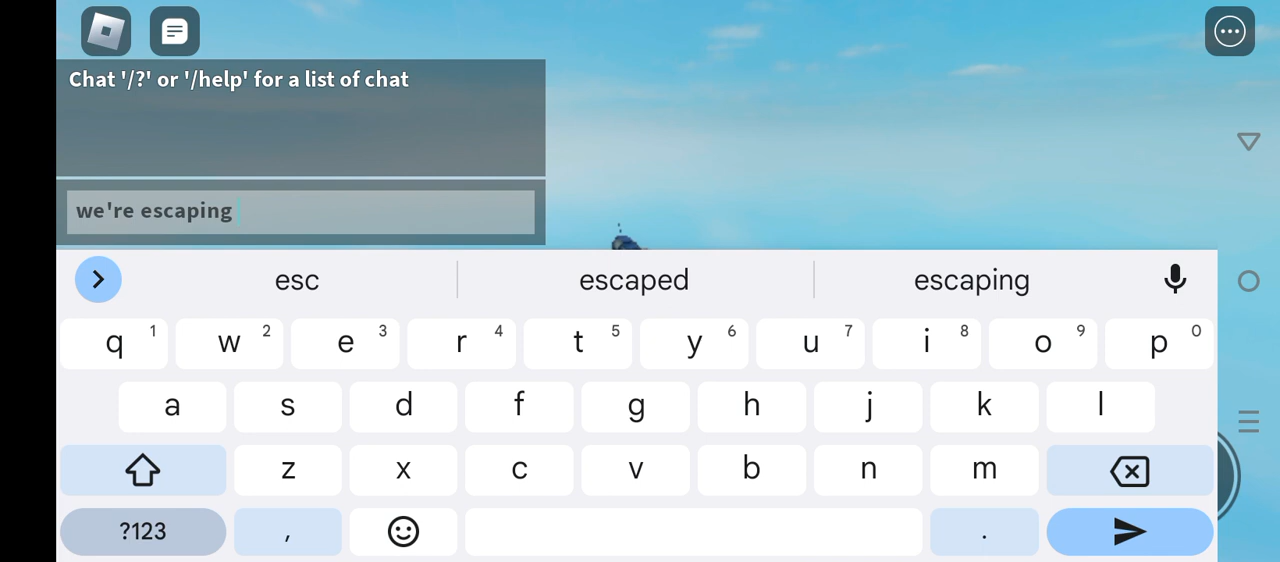 Chat '/?' or '/help' for a list of chat
we're escaping
esc escaped escaping
q 1 w 2 e 3 r 4 t 5 y 6 u 7 i 8 o 9 p 0
a s d f g h j k l
z x c v b n m
?123 , .